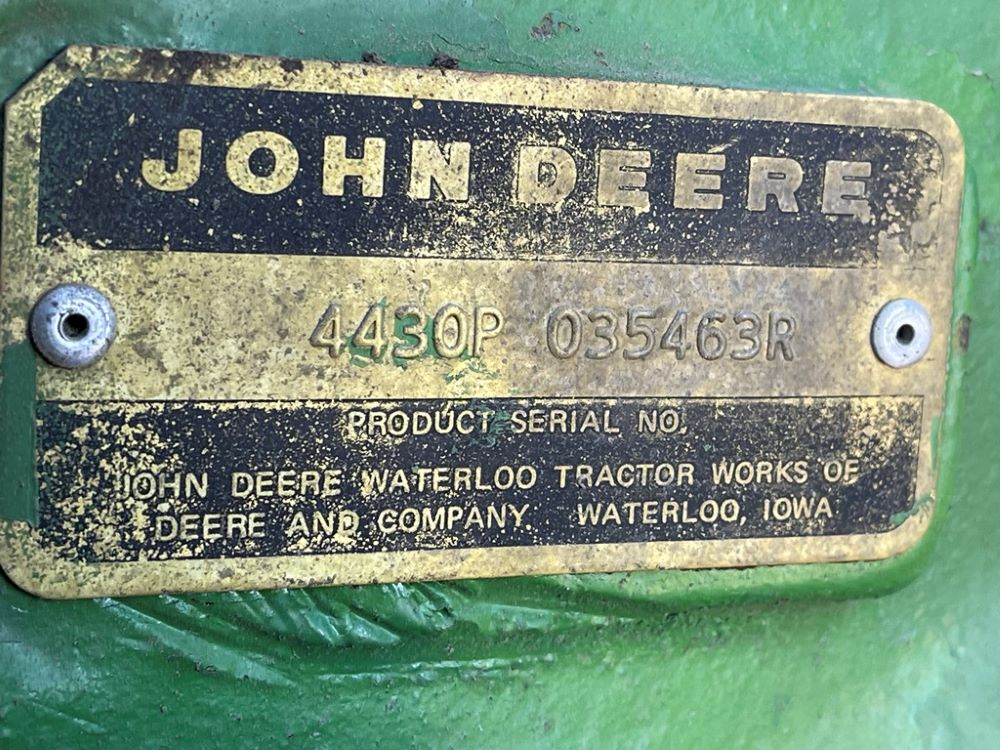 JOHN DEERE
4430P 035463R
PRODUCT SERIAL NO.
JOHN DEERE WATERLOO TRACTOR WORKS OF
DEERE AND COMPANY. WATERLOO, IOWA